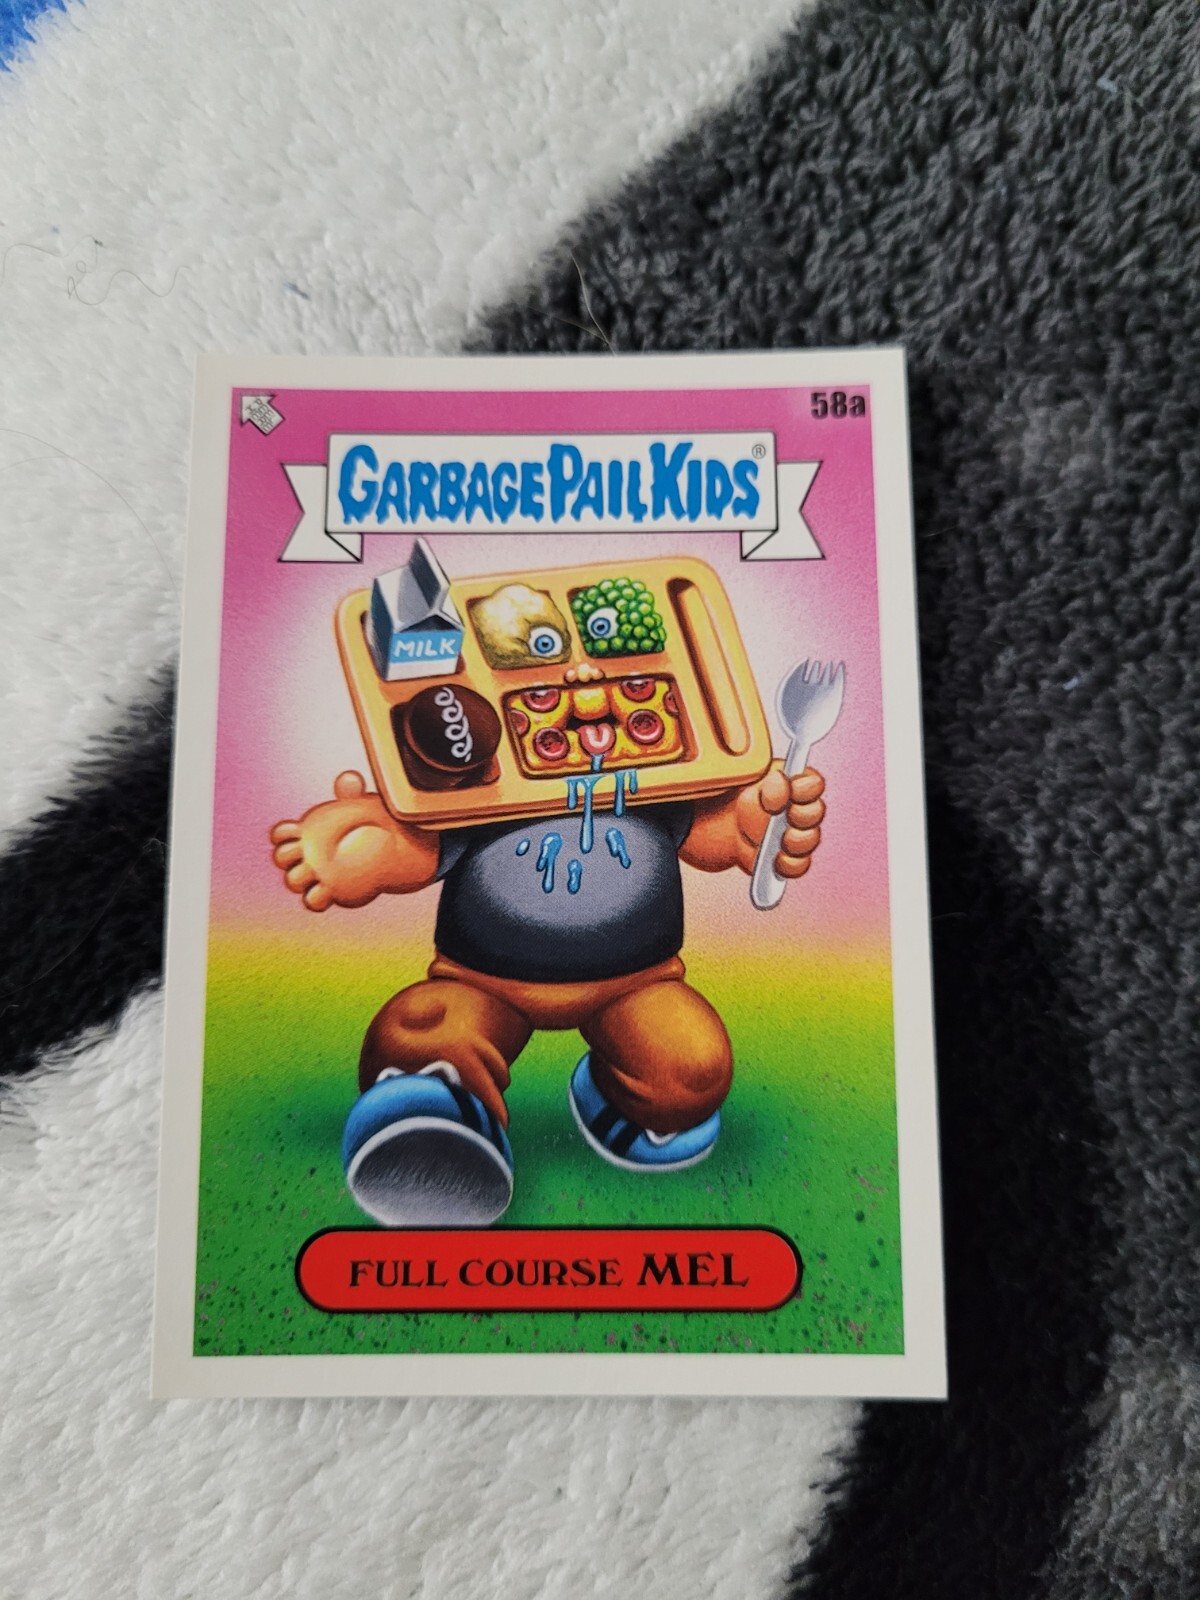 58a
GARBAGE PAIL KIDS®
MILK
FULL COURSE MEL